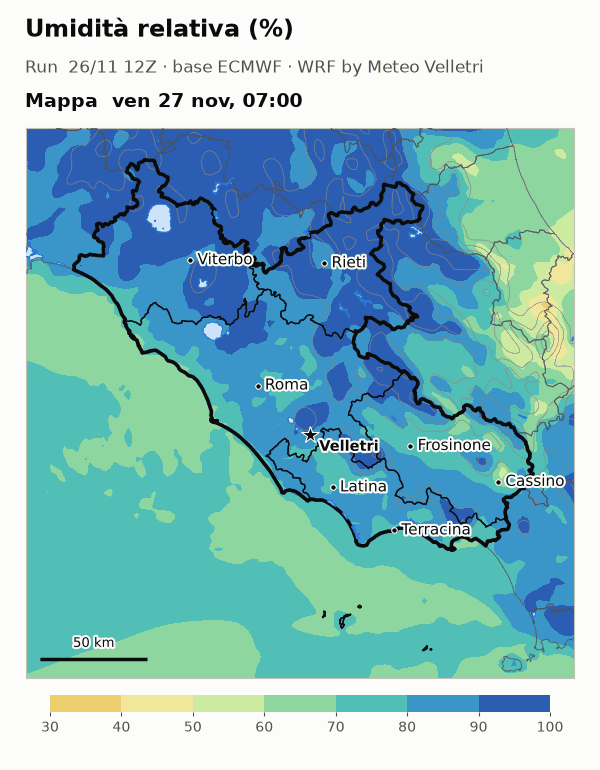 Umidità relativa (%)
Run 26/11 12Z · base ECMWF · WRF by Meteo Velletri
Mappa ven 27 nov, 07:00
Viterbo
Rieti
Roma
Velletri
Frosinone
Latina
Cassino
Terracina
50 km
30 40 50 60 70 80 90 100